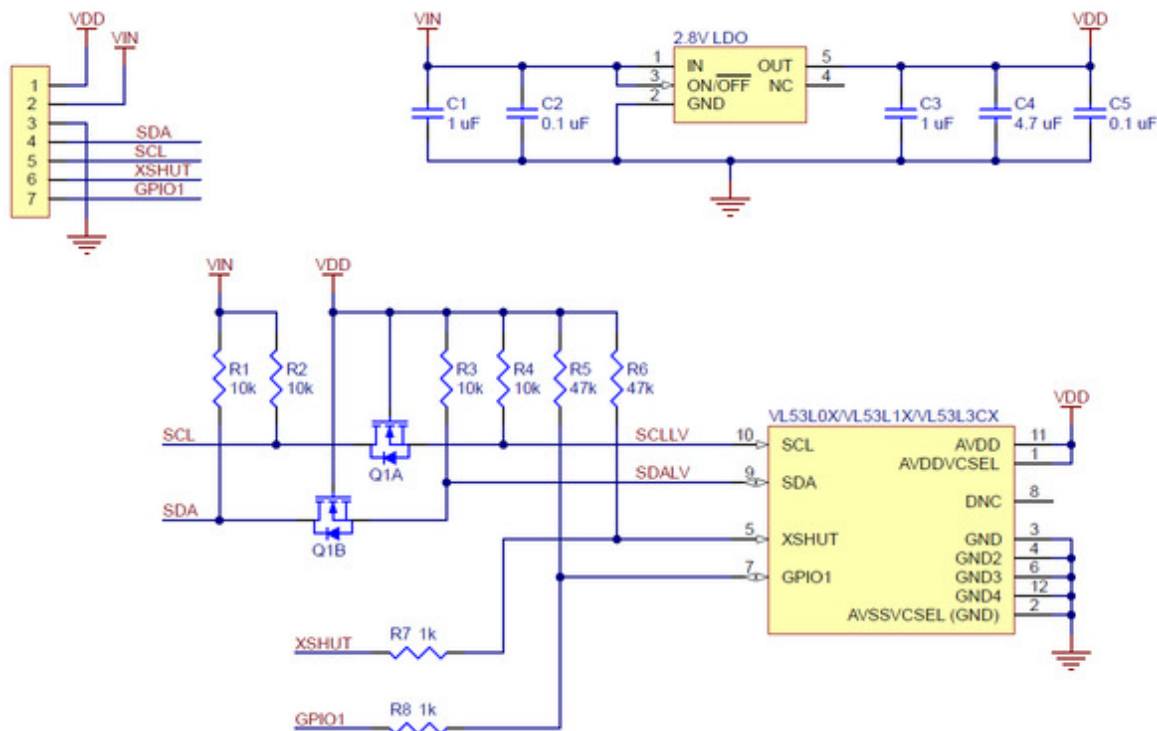 VDD
VIN
1
2
3
4 SDA
5 SCL
6 XSHUT
7 GPIO1
VIN
VDD
2.8V LDO
1 IN OUT 5
3 ON/OFF NC 4
2 GND
C1
1 uF
C2
0.1 uF
C3
1 uF
C4
4.7 uF
C5
0.1 uF
VIN
VDD
R1
10k
R2
10k
R3
10k
R4
10k
R5
47k
R6
47k
SCL
Q1A
SCLLV
SDALV
SDA
Q1B
VL53L0X/VL53L1X/VL53L3CX
VDD
10 SCL
9 SDA
5 XSHUT
7 GPIO1
AVDD 11
AVDDVCSEL 1
DNC 8
GND 3
GND2 4
GND3 6
GND4 12
AVSSVCSEL (GND) 2
XSHUT
R7 1k
GPIO1
R8 1k